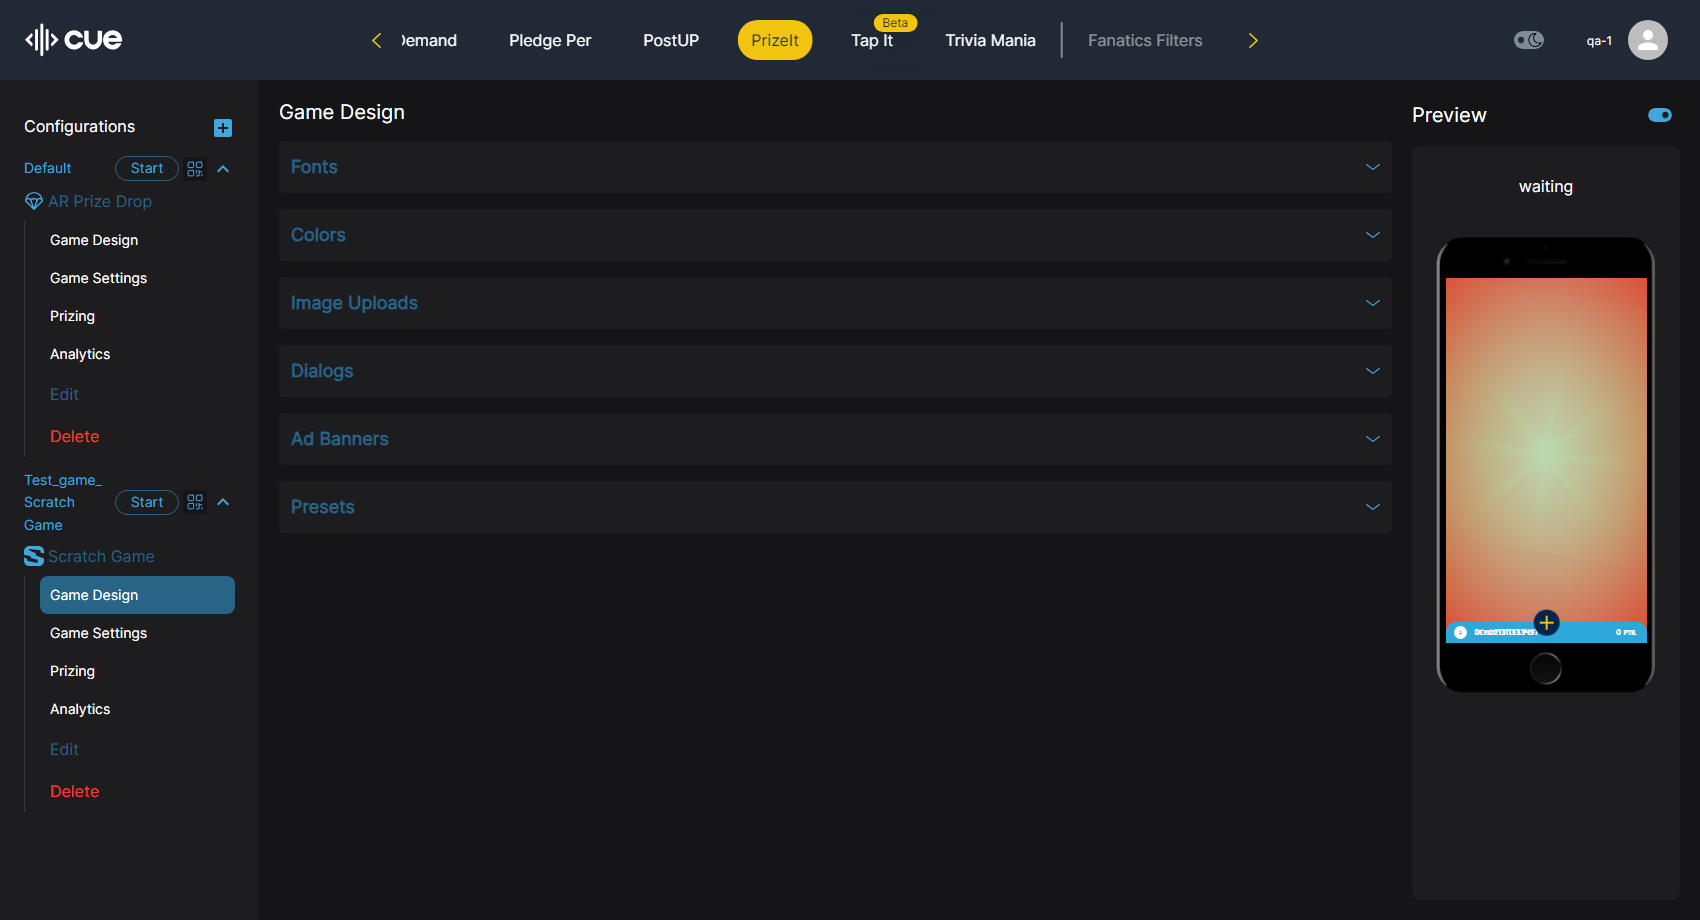 cue
Demand
Pledge Per
PostUP
PrizeIt
Beta
Tap It
Trivia Mania
Fanatics Filters
qa-1
Configurations
Default
Start
AR Prize Drop
Game Design
Game Settings
Prizing
Analytics
Edit
Delete
Test_game_
Scratch
Game
Start
Scratch Game
Game Design
Game Settings
Prizing
Analytics
Edit
Delete
Game Design
Fonts
Colors
Image Uploads
Dialogs
Ad Banners
Presets
Preview
waiting
0 PTS.